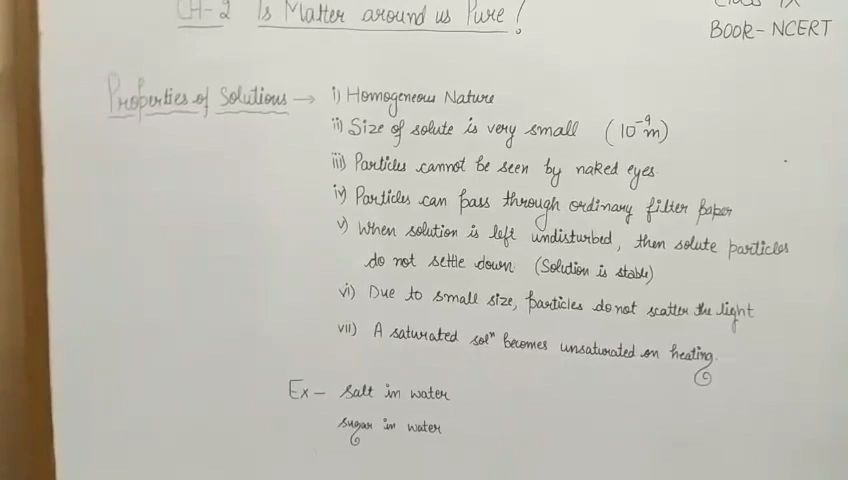 CH-2 Is Matter around us Pure!
Class IX
BOOK- NCERT
Properties of Solutions → i) Homogeneous Nature
ii) Size of solute is very small (10⁻⁹m)
iii) Particles cannot be seen by naked eyes
iv) Particles can pass through ordinary filter paper
v) When solution is left undisturbed, then solute particles
do not settle down. (Solution is stable)
vi) Due to small size, particles do not scatter the light
vii) A saturated solⁿ becomes unsaturated on heating.
Ex- Salt in water
sugar in water